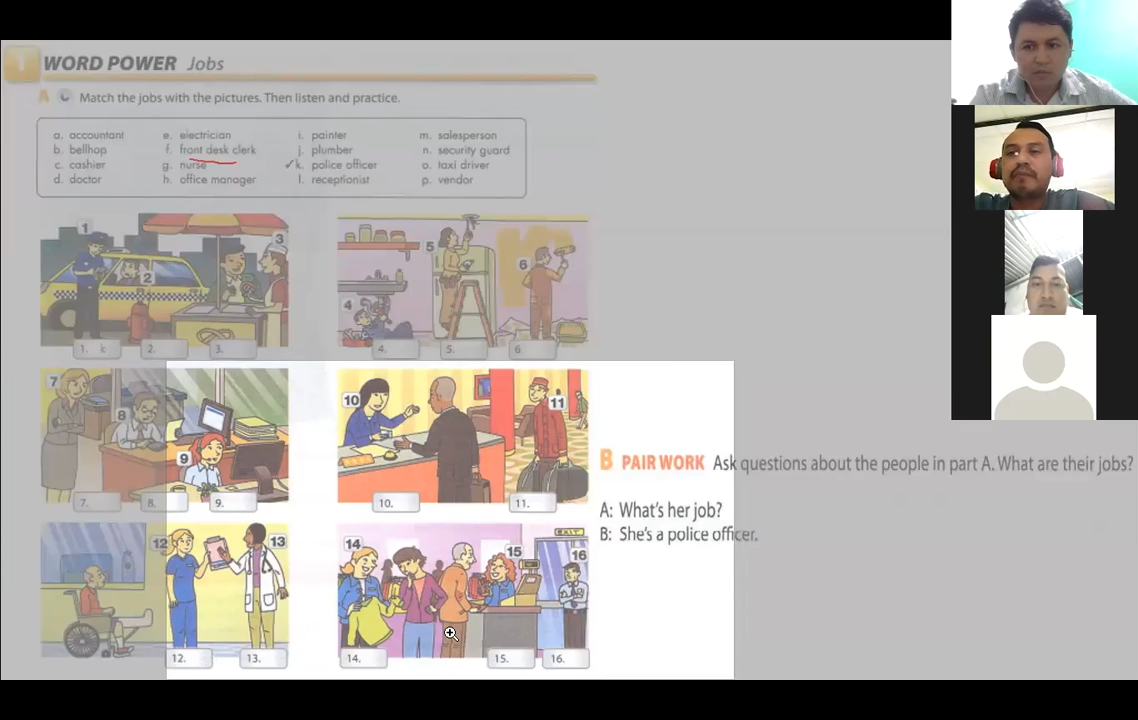 1 WORD POWER Jobs
A Match the jobs with the pictures. Then listen and practice.
a. accountant e. electrician i. painter m. salesperson
b. bellhop f. front desk clerk j. plumber n. security guard
c. cashier g. nurse ✓k. police officer o. taxi driver
d. doctor h. office manager l. receptionist p. vendor
1 2 3
4 5 6
1. k 2. 3.
4. 5. 6.
7 8 9
10 11
7. 8. 9.
10. 11.
B PAIR WORK Ask questions about the people in part A. What are their jobs?
A: What's her job?
B: She's a police officer.
12 13
14 15 16
EXIT
12. 13.
14. 15. 16.